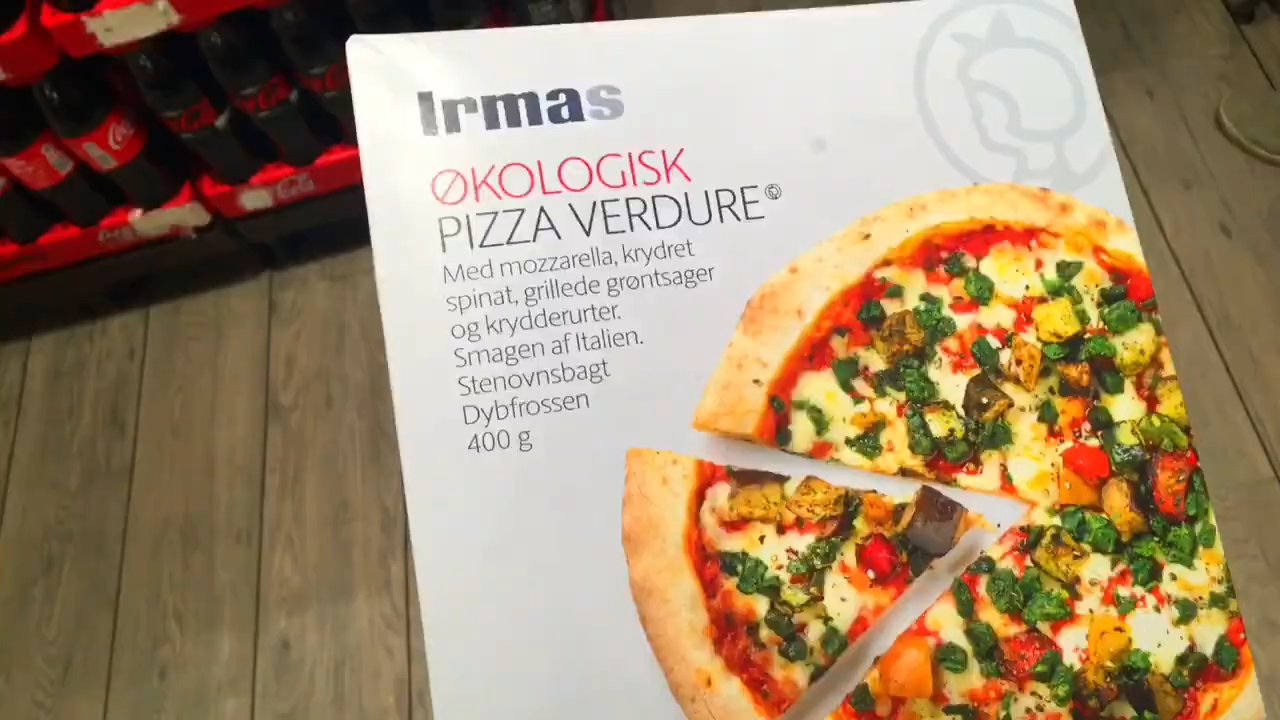 Irmas
ØKOLOGISK
PIZZA VERDURE
Med mozzarella, krydret
spinat, grillede grøntsager
og krydderurter.
Smagen af Italien.
Stenovnsbagt
Dybfrossen
400 g